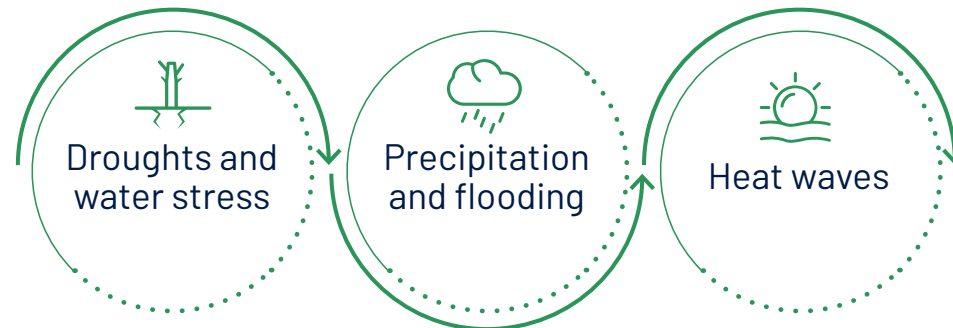 Droughts and
water stress
Precipitation
and flooding
Heat waves